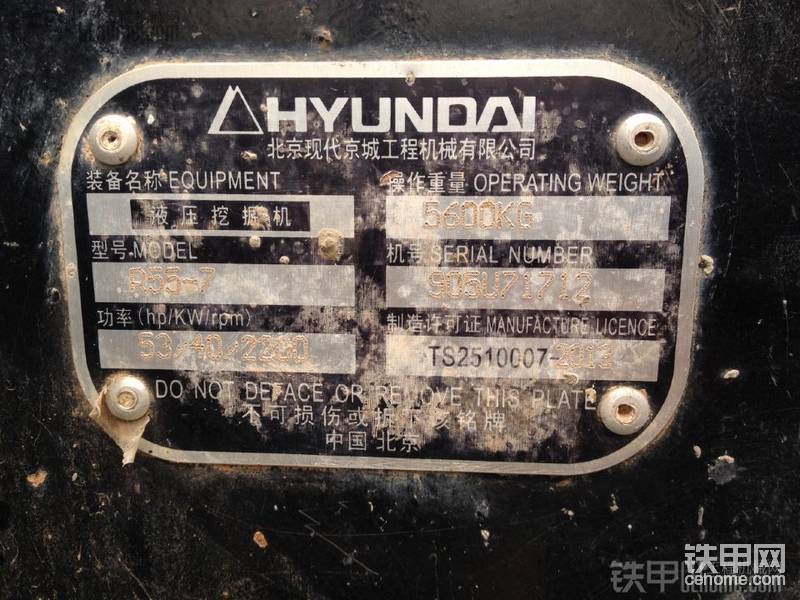 HYUNDAI
北京现代京城工程机械有限公司
装备名称 EQUIPMENT
液压挖掘机
操作重量 OPERATING WEIGHT
5600KG
型号 MODEL
R55-7
机号 SERIAL NUMBER
905U71712
功率 (hp/KW/rpm)
53/40/2200
制造许可证 MANUFACTURE LICENCE
TS2510007-2013
DO NOT DEFACE OR REMOVE THIS PLATE
不可损伤或 该铭牌
中国 北京
铁甲网
cehome.com
铁甲